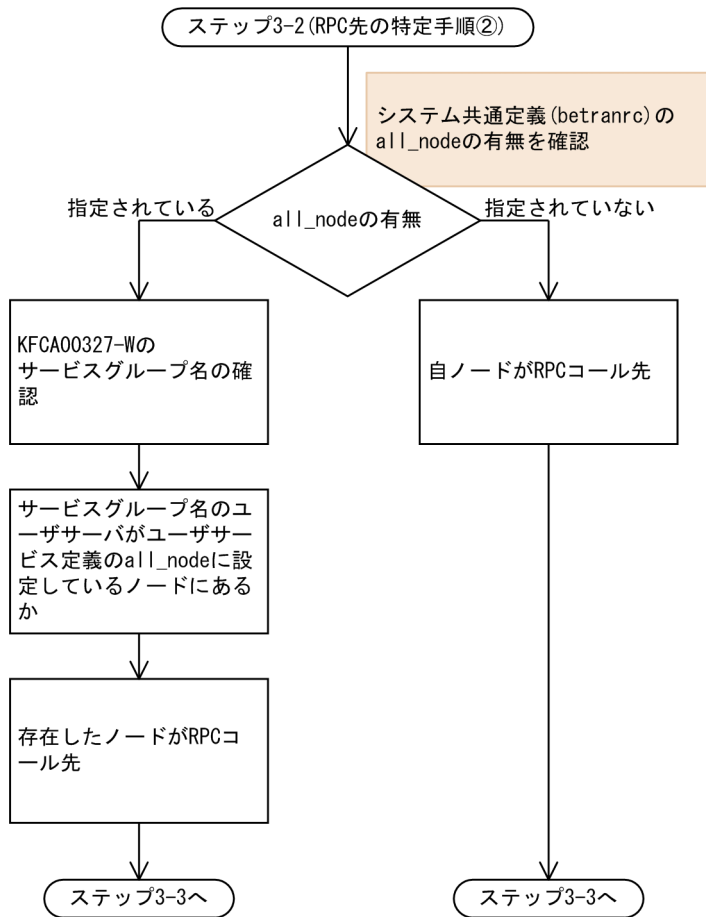 ステップ3-2(RPC先の特定手順②)
システム共通定義(betranrc)の
all_nodeの有無を確認
指定されている
all_nodeの有無
指定されていない
KFCA00327-Wの
サービスグループ名の確
認
自ノードがRPCコール先
サービスグループ名のユ
ーザサーバがユーザサー
ビス定義のall_nodeに設
定しているノードにある
か
存在したノードがRPCコ
ール先
ステップ3-3へ
ステップ3-3へ